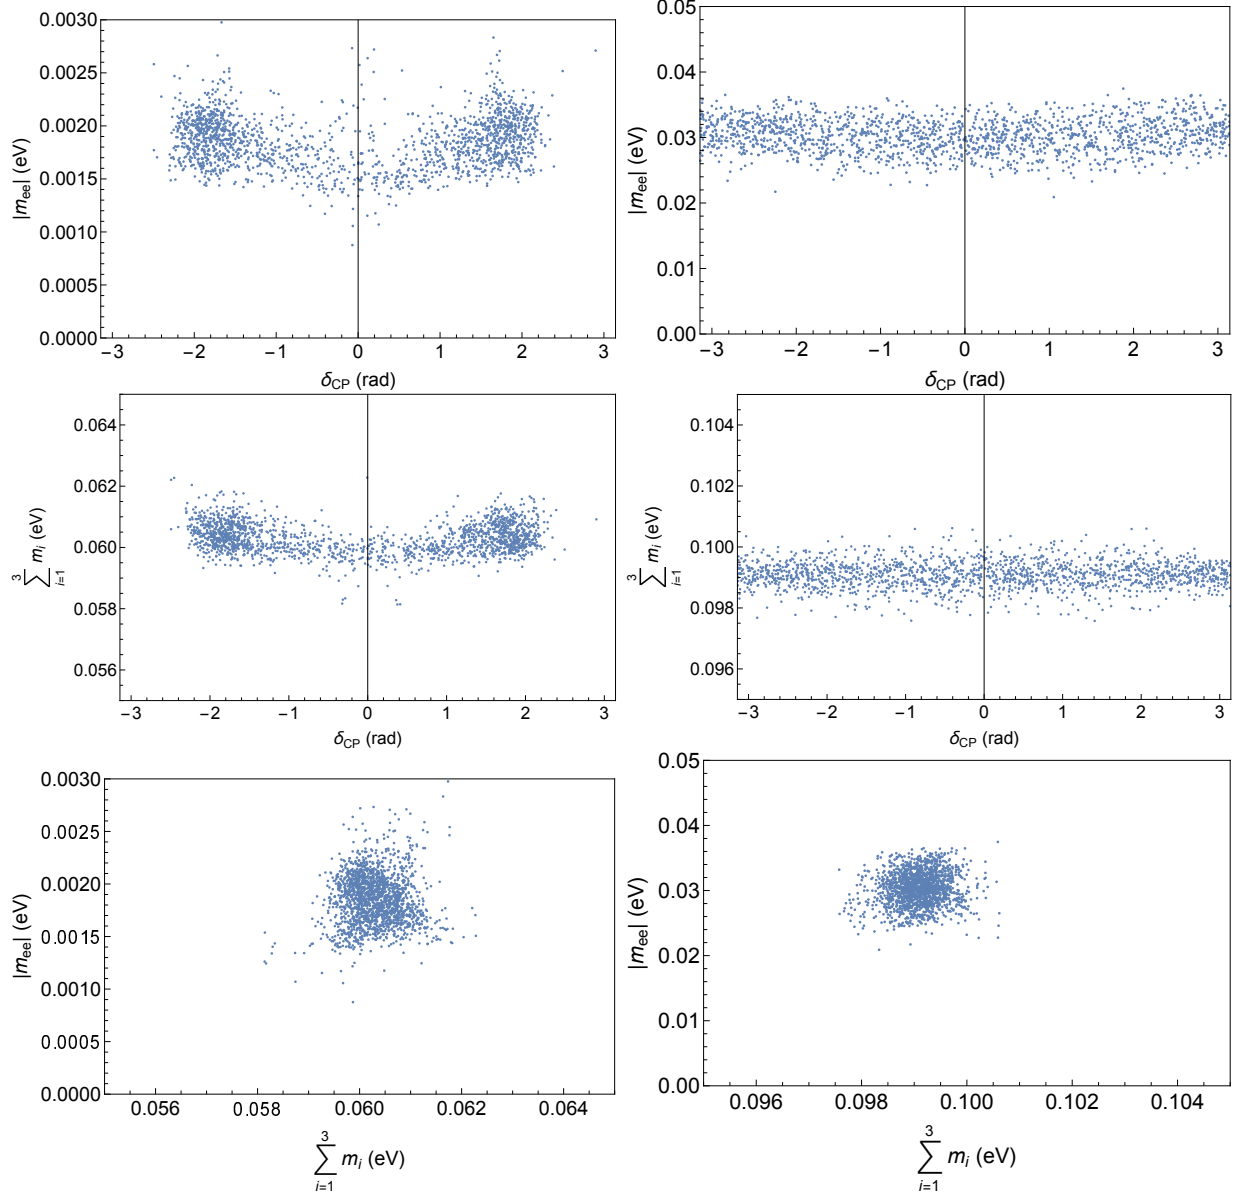 0.0030
0.0025
0.0020
0.0015
0.0010
0.0005
0.0000
|m_ee| (eV)
−3 −2 −1 0 1 2 3
δ_CP (rad)
0.05
0.04
0.03
0.02
0.01
0.00
|m_ee| (eV)
−3 −2 −1 0 1 2 3
δ_CP (rad)
0.064
0.062
0.060
0.058
0.056
3
∑ m_i (eV)
i=1
−3 −2 −1 0 1 2 3
δ_CP (rad)
0.104
0.102
0.100
0.098
0.096
3
∑ m_i (eV)
i=1
−3 −2 −1 0 1 2 3
δ_CP (rad)
0.0030
0.0025
0.0020
0.0015
0.0010
0.0005
0.0000
|m_ee| (eV)
0.056 0.058 0.060 0.062 0.064
3
∑ m_i (eV)
i=1
0.05
0.04
0.03
0.02
0.01
0.00
|m_ee| (eV)
0.096 0.098 0.100 0.102 0.104
3
∑ m_i (eV)
i=1